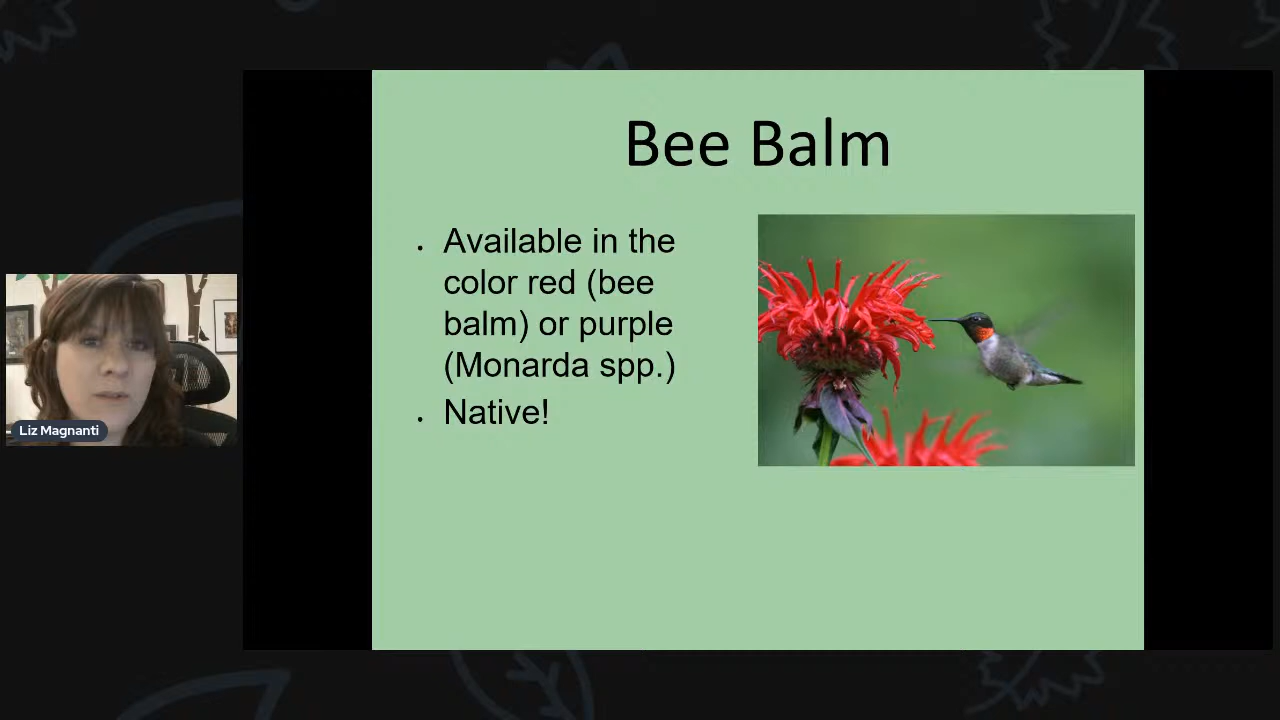 Bee Balm
• Available in the
color red (bee
balm) or purple
(Monarda spp.)
• Native!
Liz Magnanti